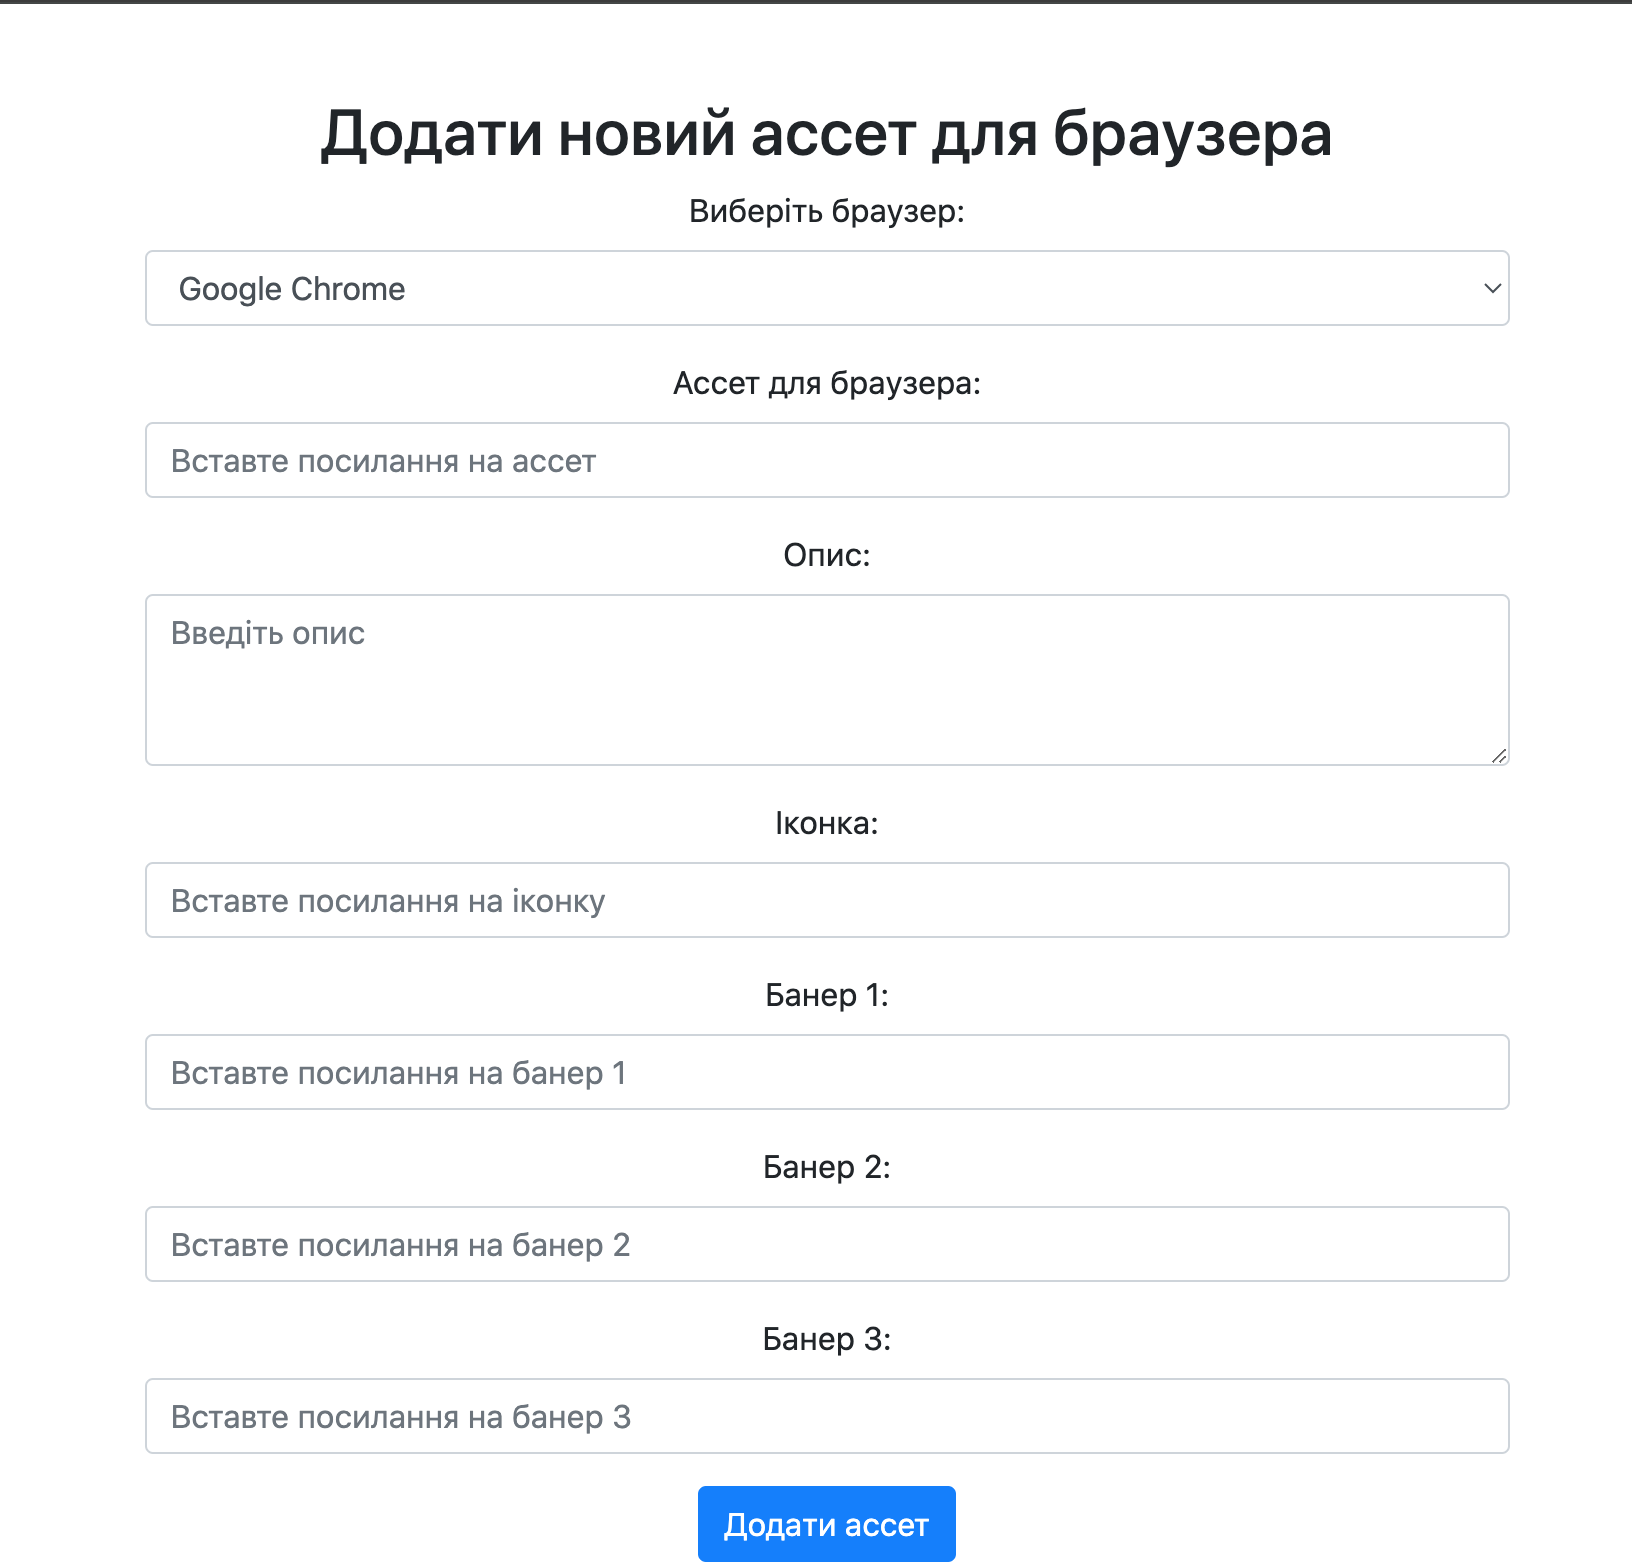 Додати новий ассет для браузера
Виберіть браузер:
Google Chrome
Ассет для браузера:
Вставте посилання на ассет
Опис:
Введіть опис
Іконка:
Вставте посилання на іконку
Банер 1:
Вставте посилання на банер 1
Банер 2:
Вставте посилання на банер 2
Банер 3:
Вставте посилання на банер 3
Додати ассет